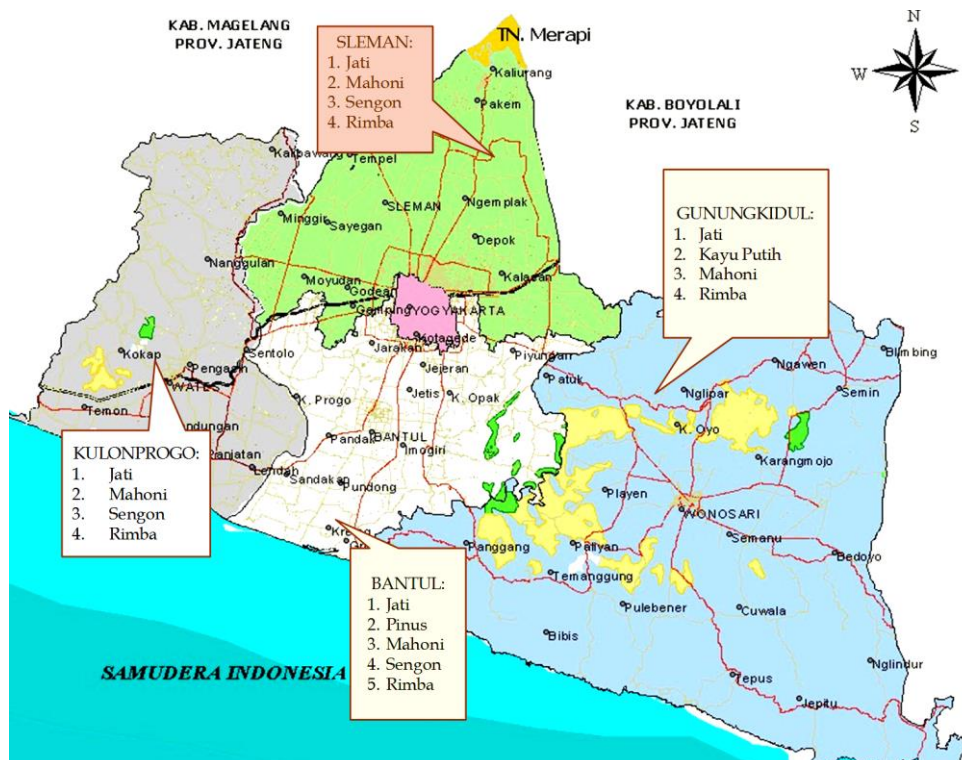 KAB. MAGELANG
PROV. JATENG
TN. Merapi
N
W
E
S
SLEMAN:
1. Jati
2. Mahoni
3. Sengon
4. Rimba
Kaliurang
Pakem
KAB. BOYOLALI
PROV. JATENG
Tempel
SLEMAN
Ngemplak
Minggir
Sayegan
Depok
Nanggulan
Moyudan
Kalasan
GUNUNGKIDUL:
1. Jati
2. Kayu Putih
3. Mahoni
4. Rimba
Gamping
YOGYAKARTA
Kotagede
Jarakan
Piyungan
Kokap
Sentolo
Pengasih
Jejeran
WATES
K. Progo
Jetis
K. Opak
Patuk
Nglipar
Ngawen
Blimbing
Semin
Temon
Pandak
BANTUL
Imogiri
K. Oyo
Karangmojo
KULONPROGO:
1. Jati
2. Mahoni
3. Sengon
4. Rimba
Lendah
Sandakan
Pundong
Playen
WONOSARI
Semanu
Bedoyo
Panggang
Paliyan
Temanggung
BANTUL:
1. Jati
2. Pinus
3. Mahoni
4. Sengon
5. Rimba
Pulebener
Cuwala
Bibis
Nglindur
Tepus
Jepitu
SAMUDERA INDONESIA